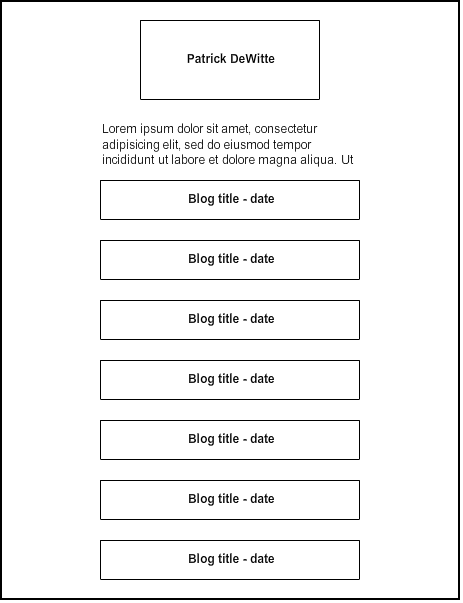 Patrick DeWitte
Lorem ipsum dolor sit amet, consectetur
adipisicing elit, sed do eiusmod tempor
incididunt ut labore et dolore magna aliqua. Ut
Blog title - date
Blog title - date
Blog title - date
Blog title - date
Blog title - date
Blog title - date
Blog title - date